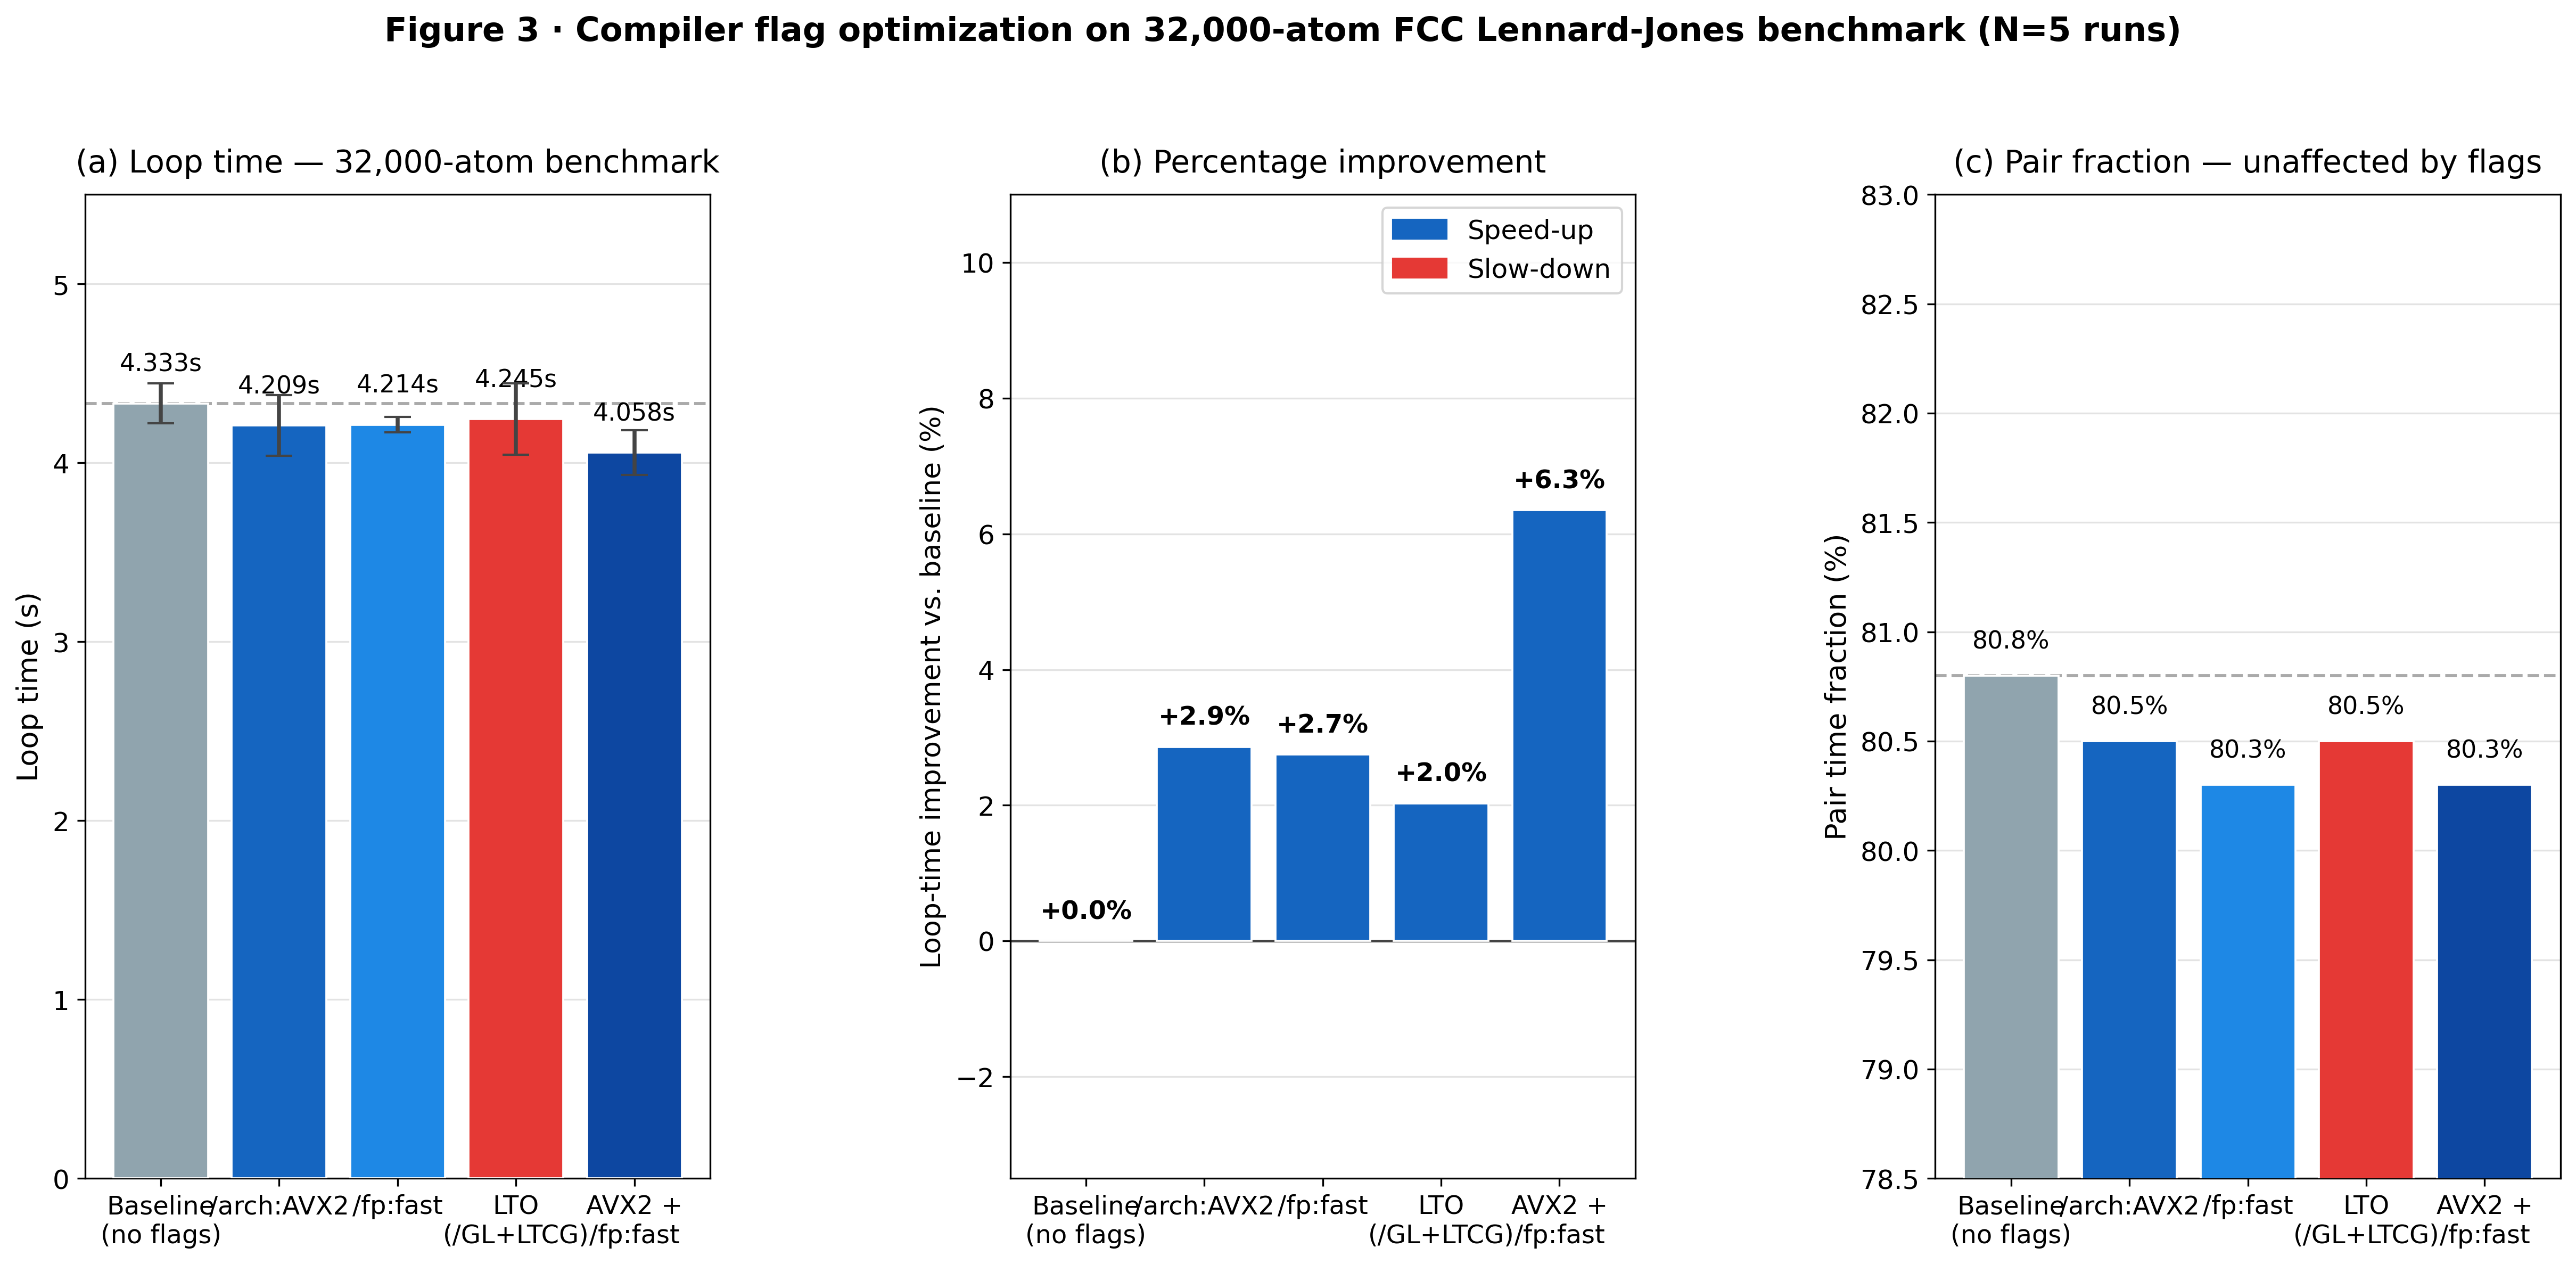 Figure 3 · Compiler flag optimization on 32,000-atom FCC Lennard-Jones benchmark (N=5 runs)
(a) Loop time — 32,000-atom benchmark
Loop time (s)
5
4
3
2
1
0
4.333s
4.209s
4.214s
4.245s
4.058s
Baseline
(no flags)
/arch:AVX2
/fp:fast
LTO
(/GL+LTCG)
AVX2 +
/fp:fast
(b) Percentage improvement
Loop-time improvement vs. baseline (%)
10
8
6
4
2
0
−2
Speed-up
Slow-down
+0.0%
+2.9%
+2.7%
+2.0%
+6.3%
Baseline
(no flags)
/arch:AVX2
/fp:fast
LTO
(/GL+LTCG)
AVX2 +
/fp:fast
(c) Pair fraction — unaffected by flags
Pair time fraction (%)
83.0
82.5
82.0
81.5
81.0
80.5
80.0
79.5
79.0
78.5
80.8%
80.5%
80.3%
80.5%
80.3%
Baseline
(no flags)
/arch:AVX2
/fp:fast
LTO
(/GL+LTCG)
AVX2 +
/fp:fast